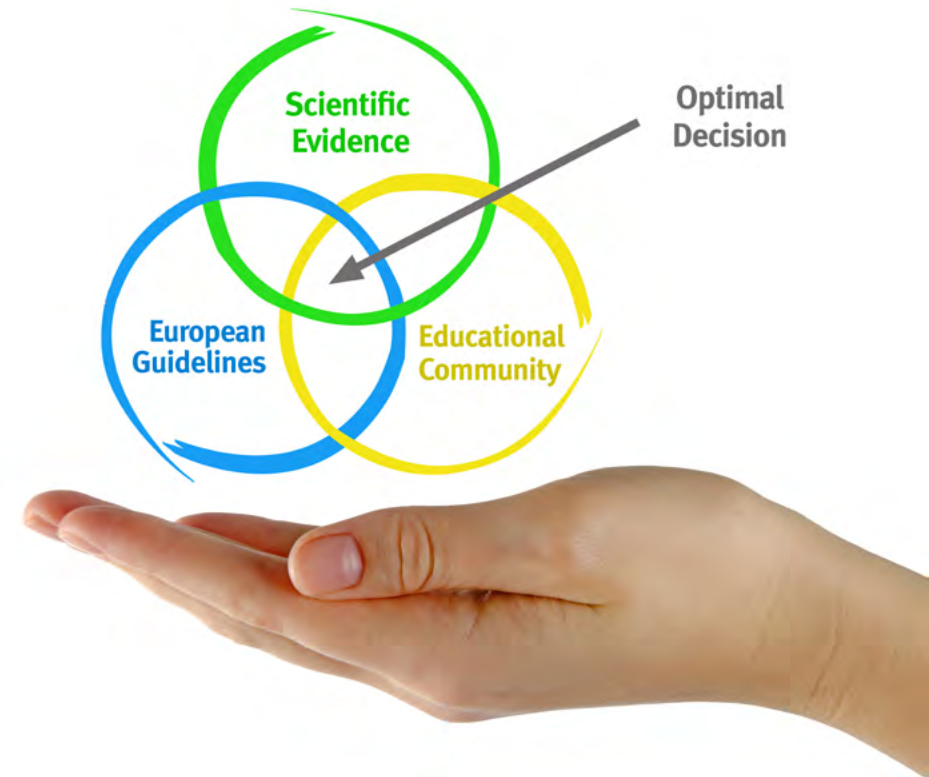 Scientific
Evidence
Optimal
Decision
European
Guidelines
Educational
Community